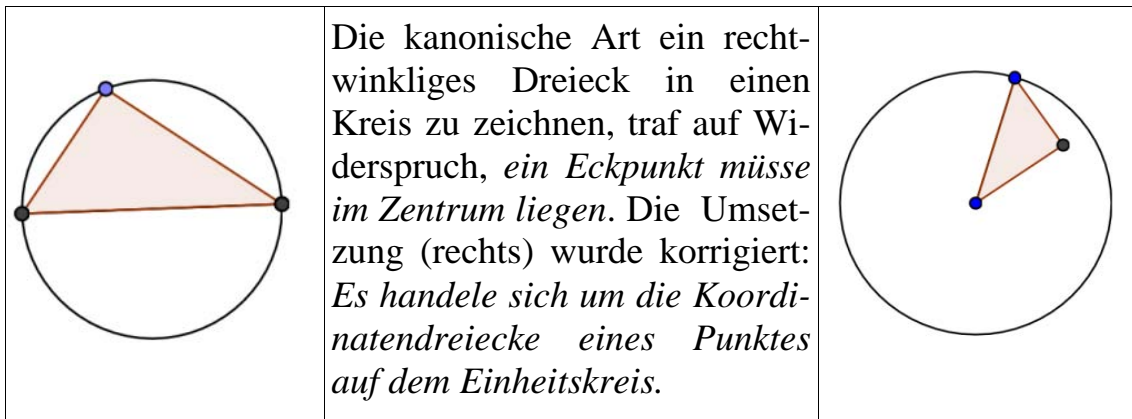 Die kanonische Art ein recht-
winkliges Dreieck in einen
Kreis zu zeichnen, traf auf Wi-
derspruch, ein Eckpunkt müsse
im Zentrum liegen. Die Umset-
zung (rechts) wurde korrigiert:
Es handele sich um die Koordi-
natendreiecke eines Punktes
auf dem Einheitskreis.